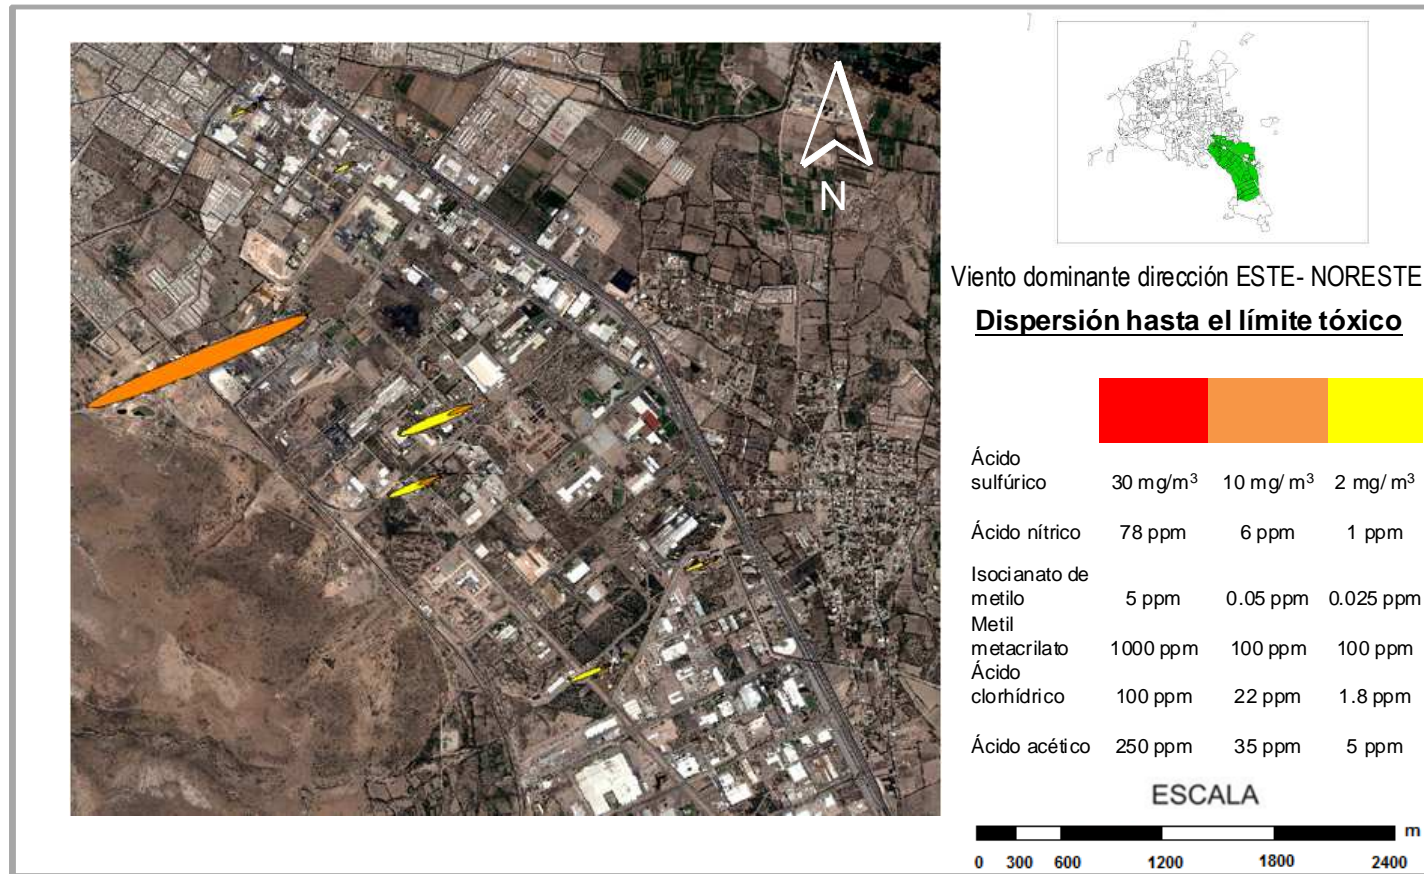 N
Viento dominante dirección ESTE- NORESTE
Dispersión hasta el límite tóxico
Ácido
sulfúrico 30 mg/m³ 10 mg/ m³ 2 mg/ m³
Ácido nítrico 78 ppm 6 ppm 1 ppm
Isocianato de
metilo 5 ppm 0.05 ppm 0.025 ppm
Metil
metacrilato 1000 ppm 100 ppm 100 ppm
Ácido
clorhídrico 100 ppm 22 ppm 1.8 ppm
Ácido acético 250 ppm 35 ppm 5 ppm
ESCALA
m
0 300 600 1200 1800 2400